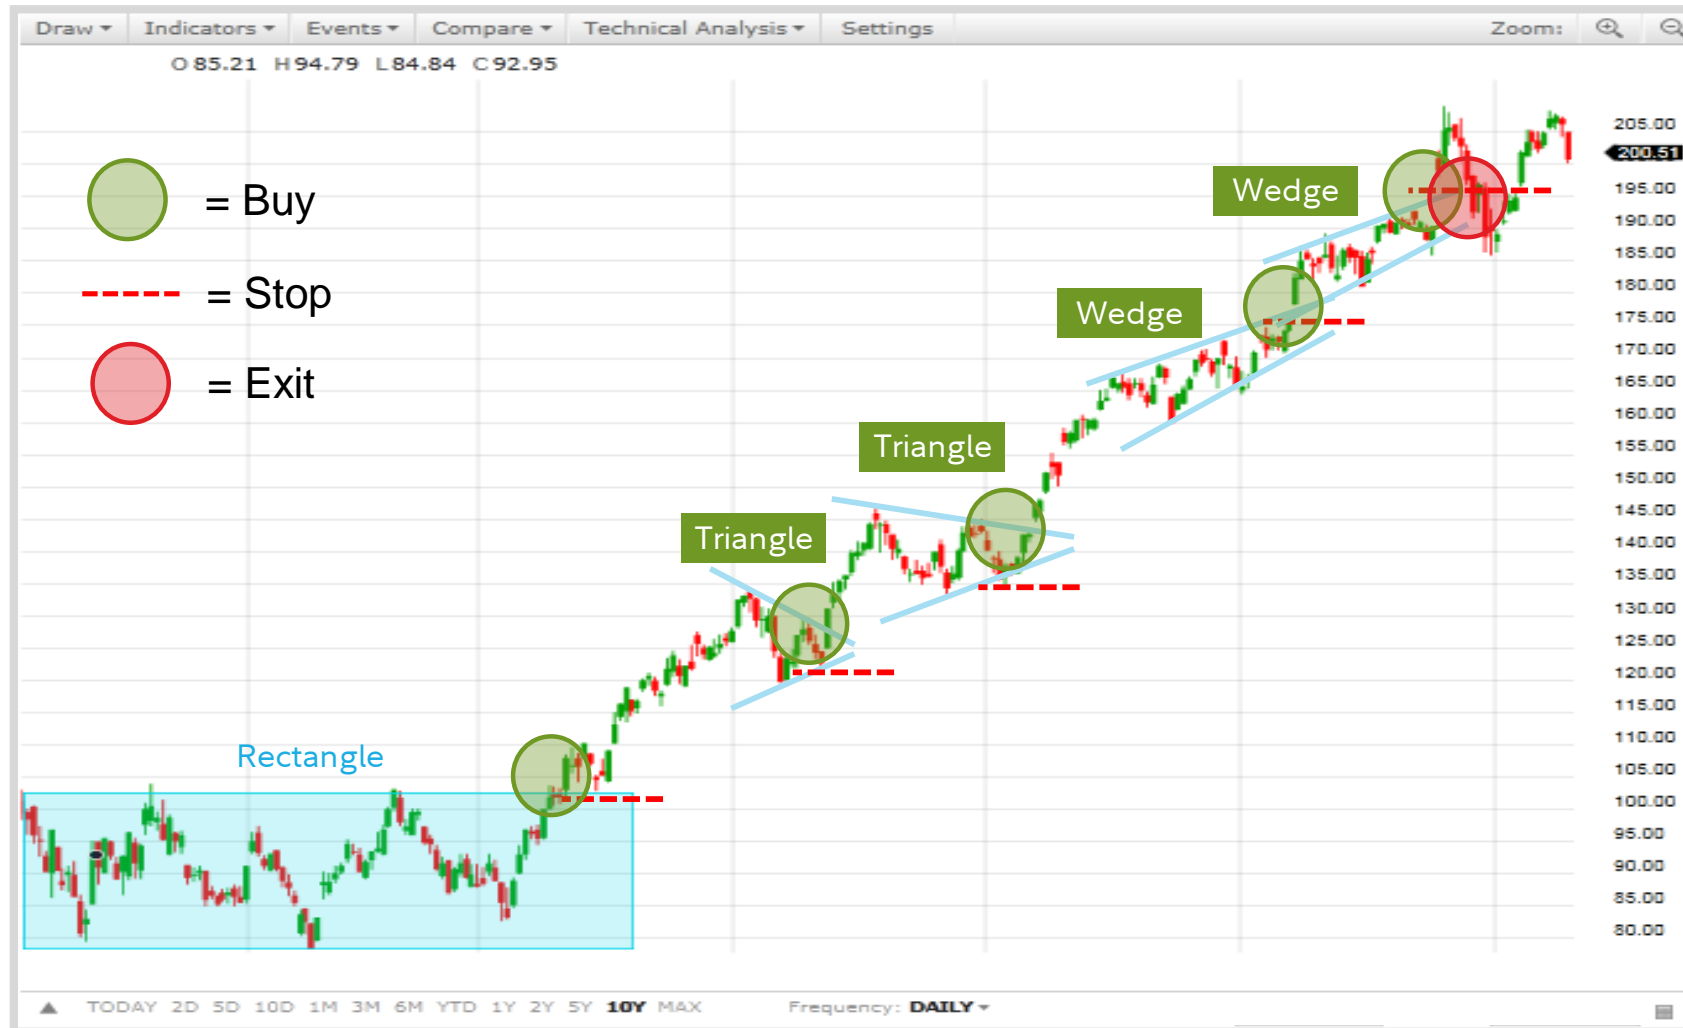 Draw Indicators Events Compare Technical Analysis Settings Zoom:
O 85.21 H 94.79 L 84.84 C 92.95
= Buy
= Stop
= Exit
Wedge
Wedge
Triangle
Triangle
Rectangle
205.00
200.51
195.00
190.00
185.00
180.00
175.00
170.00
165.00
160.00
155.00
150.00
145.00
140.00
135.00
130.00
125.00
120.00
115.00
110.00
105.00
100.00
95.00
90.00
85.00
80.00
TODAY 2D 5D 10D 1M 3M 6M YTD 1Y 2Y 5Y 10Y MAX Frequency: DAILY